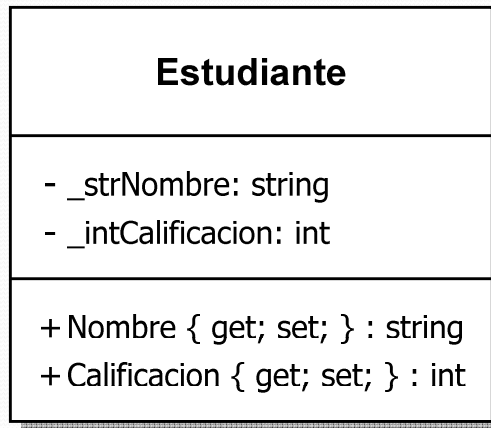 Estudiante
- _strNombre: string
- _intCalificacion: int
+ Nombre { get; set; } : string
+ Calificacion { get; set; } : int